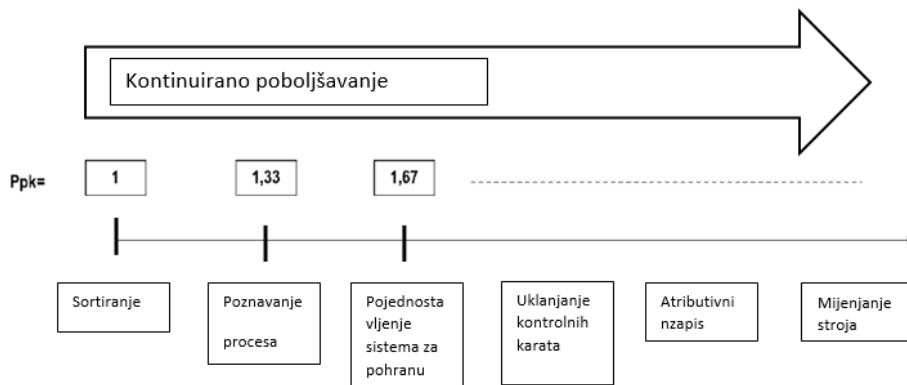 Kontinuirano poboljšavanje
Ppk= 1 1,33 1,67
Sortiranje
Poznavanje
procesa
Pojednosta
vljenje
sistema za
pohranu
Uklanjanje
kontrolnih
karata
Atributivni
nzapis
Mijenjanje
stroja